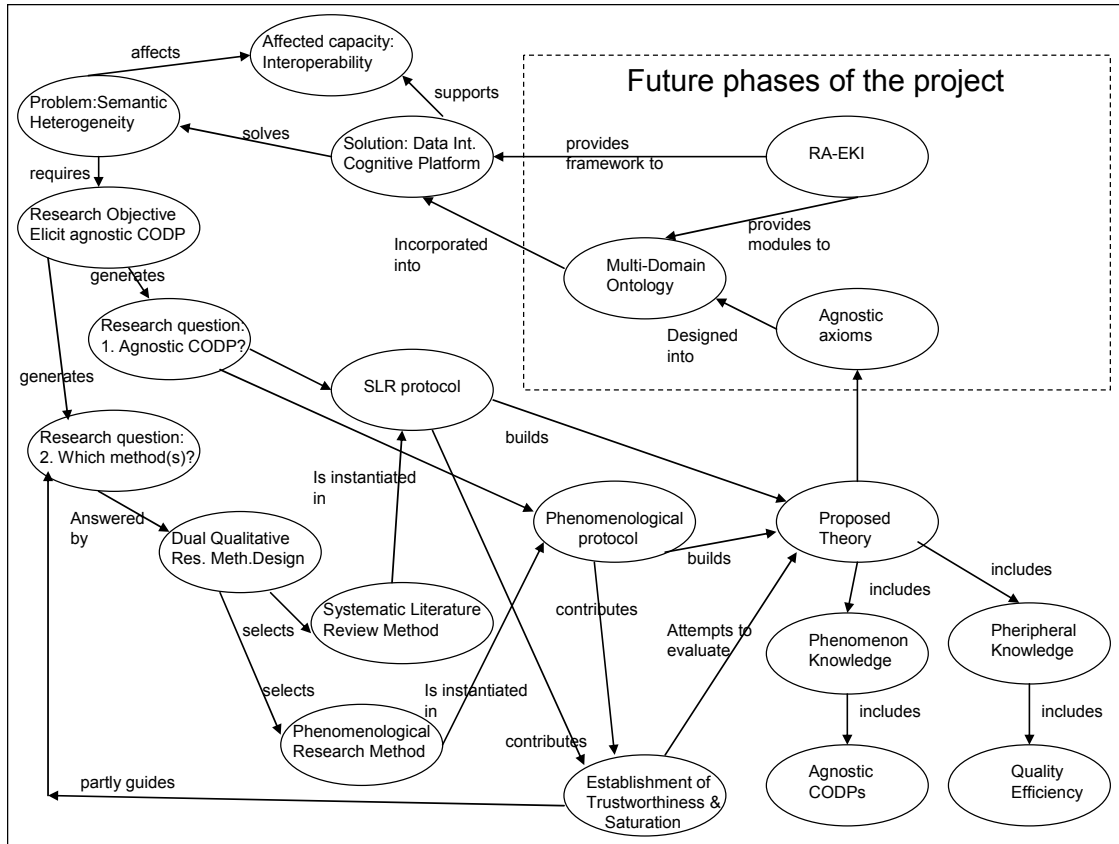 affects
Affected capacity:
Interoperability
Future phases of the project
Problem:Semantic
Heterogeneity
supports
solves
Solution: Data Int.
Cognitive Platform
provides
framework to
RA-EKI
requires
Research Objective
Elicit agnostic CODP
Incorporated
into
provides
modules to
Multi-Domain
Ontology
generates
Research question:
1. Agnostic CODP?
Designed
into
Agnostic
axioms
generates
SLR protocol
Research question:
2. Which method(s)?
builds
Is instantiated
in
Answered
by
Dual Qualitative
Res. Meth.Design
Phenomenological
protocol
builds
Proposed
Theory
includes
includes
Systematic Literature
Review Method
selects
contributes
Attempts to
evaluate
Phenomenon
Knowledge
Pheripheral
Knowledge
selects
Is instantiated
in
Phenomenological
Research Method
contributes
includes
includes
partly guides
Establishment of
Trustworthiness &
Saturation
Agnostic
CODPs
Quality
Efficiency